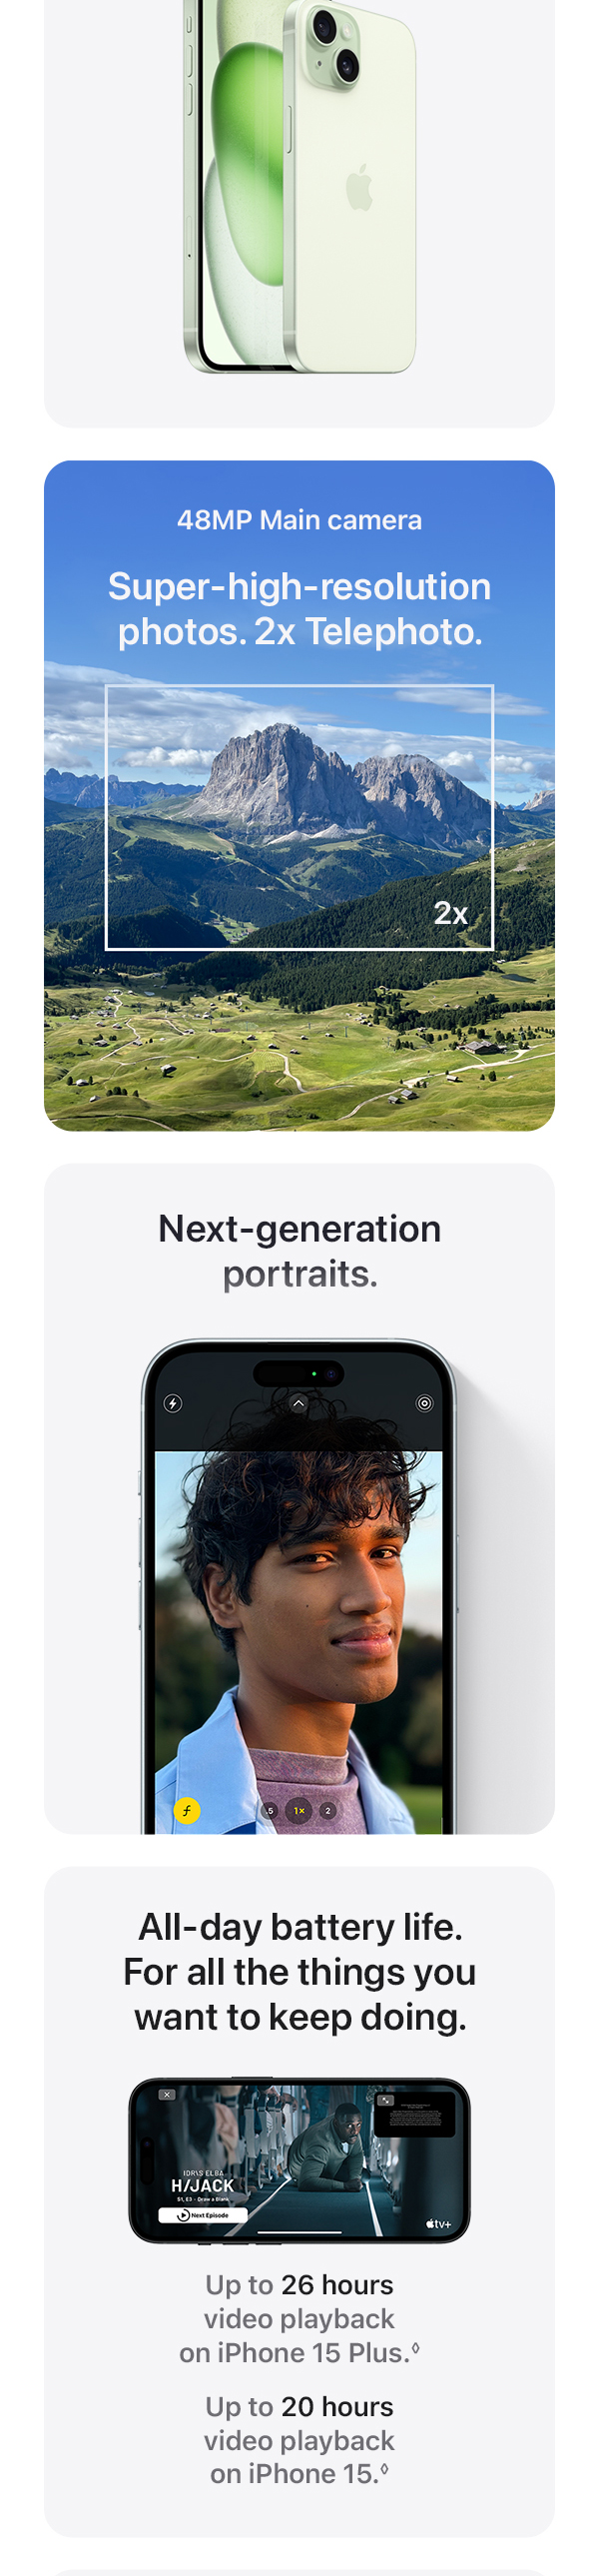 48MP Main camera
Super-high-resolution
photos. 2x Telephoto.
2x
Next-generation
portraits.
.5 1× 2
All-day battery life.
For all the things you
want to keep doing.
IDRIS ELBA
H/JACK
S1, E3 · Draw a Blank
Next Episode
tv+
Up to 26 hours
video playback
on iPhone 15 Plus.◊
Up to 20 hours
video playback
on iPhone 15.◊